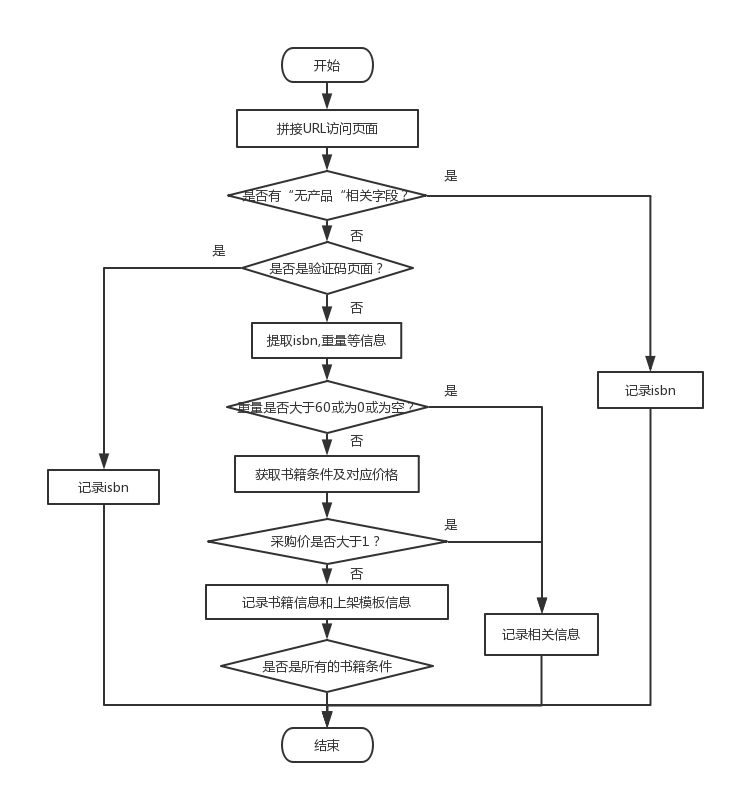 开始
拼接URL访问页面
是
是否有“无产品“相关字段？
否
是
是否是验证码页面？
否
提取isbn,重量等信息
是
记录isbn
重量是否大于60或为0或为空？
否
获取书籍条件及对应价格
记录isbn
是
采购价是否大于1？
否
记录书籍信息和上架模板信息
记录相关信息
是否是所有的书籍条件
结束